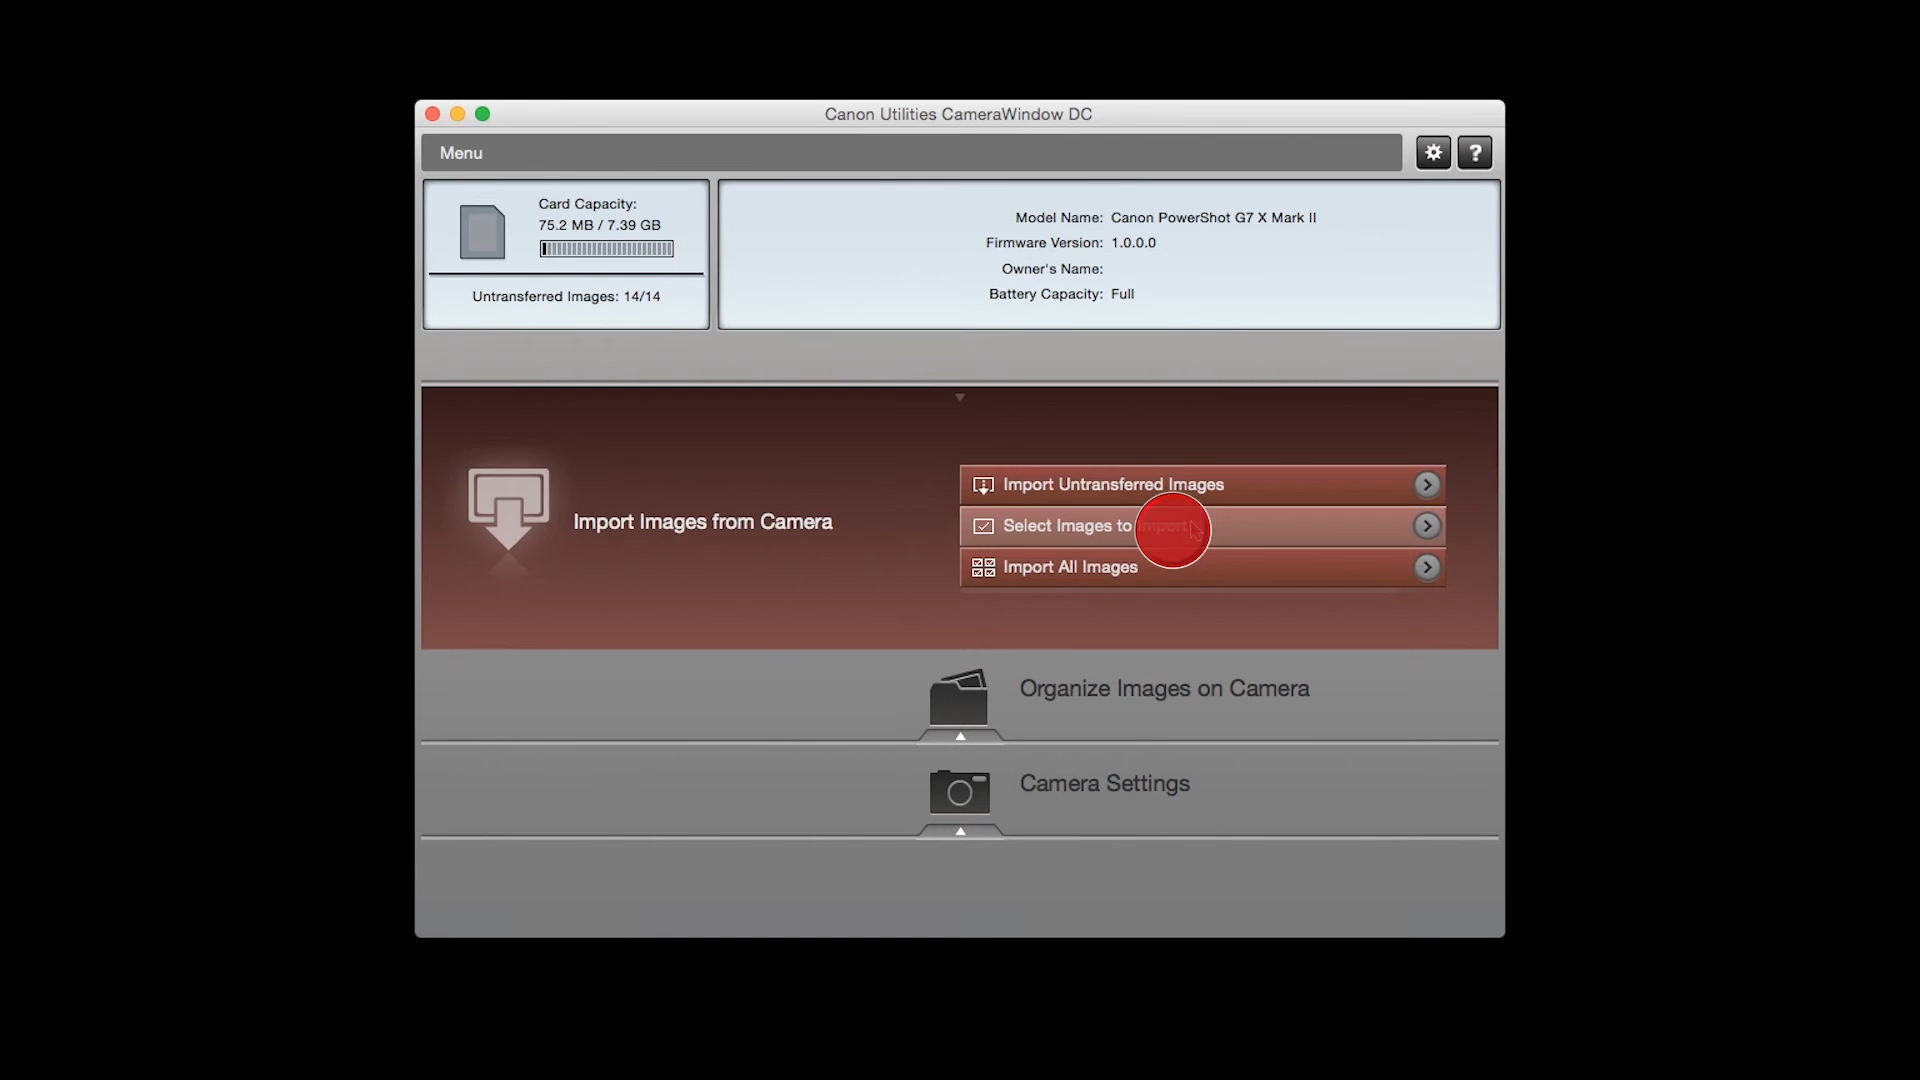 Canon Utilities CameraWindow DC
Menu
?
Card Capacity:
75.2 MB / 7.39 GB
Untransferred Images: 14/14
Model Name: Canon PowerShot G7 X Mark II
Firmware Version: 1.0.0.0
Owner's Name:
Battery Capacity: Full
Import Images from Camera
Import Untransferred Images
Select Images to Import
Import All Images
Organize Images on Camera
Camera Settings